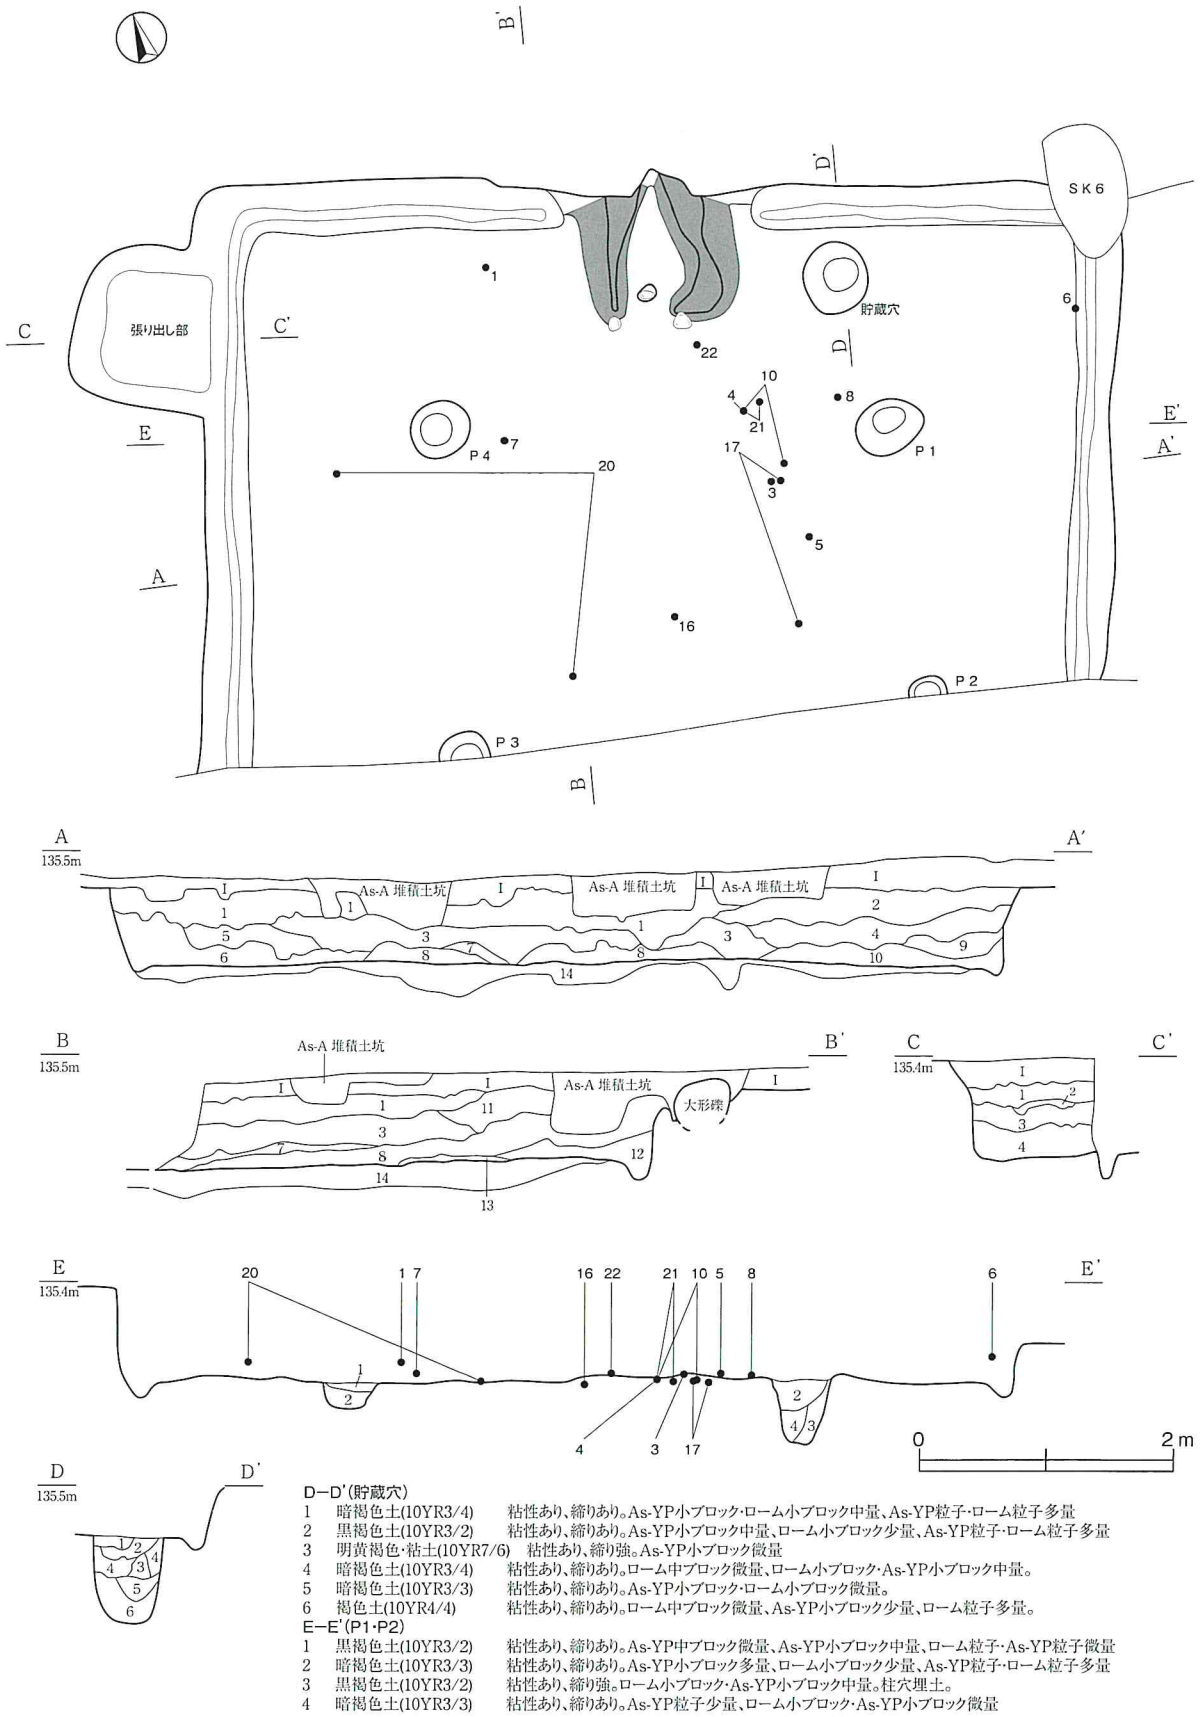 B'
D'
SK6
1
6
C
張り出し部
C'
貯蔵穴
22
D
10
4
8
21
E'
E
P4
7
17
P1
A'
20
3
5
A
16
P2
P3
B
A
135.5m
A'
As-A 堆積土坑
As-A 堆積土坑
As-A 堆積土坑
I
I
I
I
1
1
1
2
5
3
3
4
6
8
7
8
9
10
14
B
135.5m
As-A 堆積土坑
B'
I
I
As-A 堆積土坑
I
1
11
大形礫
3
7
8
12
14
13
C
135.4m
C'
I
1
2
3
4
E
135.4m
20
1 7
16 22
21 10 5 8
6
E'
1
2
2
4 3
4
3
17
0
2m
D
135.5m
D'
1 2
4 3 4
5
6
D－D'(貯蔵穴)
1 暗褐色土(10YR3/4) 粘性あり、締りあり。As-YP小ブロック・ローム小ブロック中量、As-YP粒子・ローム粒子多量
2 黒褐色土(10YR3/2) 粘性あり、締りあり。As-YP小ブロック中量、ローム小ブロック少量、As-YP粒子・ローム粒子多量
3 明黄褐色・粘土(10YR7/6) 粘性あり、締り強。As-YP小ブロック微量
4 暗褐色土(10YR3/4) 粘性あり、締りあり。ローム中ブロック微量、ローム小ブロック・As-YP小ブロック中量。
5 暗褐色土(10YR3/3) 粘性あり、締りあり。As-YP小ブロック・ローム小ブロック微量。
6 褐色土(10YR4/4) 粘性あり、締りあり。ローム中ブロック微量、As-YP小ブロック少量、ローム粒子多量。
E－E'(P1・P2)
1 黒褐色土(10YR3/2) 粘性あり、締りあり。As-YP中ブロック微量、As-YP小ブロック中量、ローム粒子・As-YP粒子微量
2 暗褐色土(10YR3/3) 粘性あり、締りあり。As-YP小ブロック多量、ローム小ブロック少量、As-YP粒子・ローム粒子多量
3 黒褐色土(10YR3/2) 粘性あり、締り強。ローム小ブロック・As-YP小ブロック中量。柱穴埋土。
4 暗褐色土(10YR3/3) 粘性あり、締りあり。As-YP粒子少量、ローム小ブロック・As-YP小ブロック微量